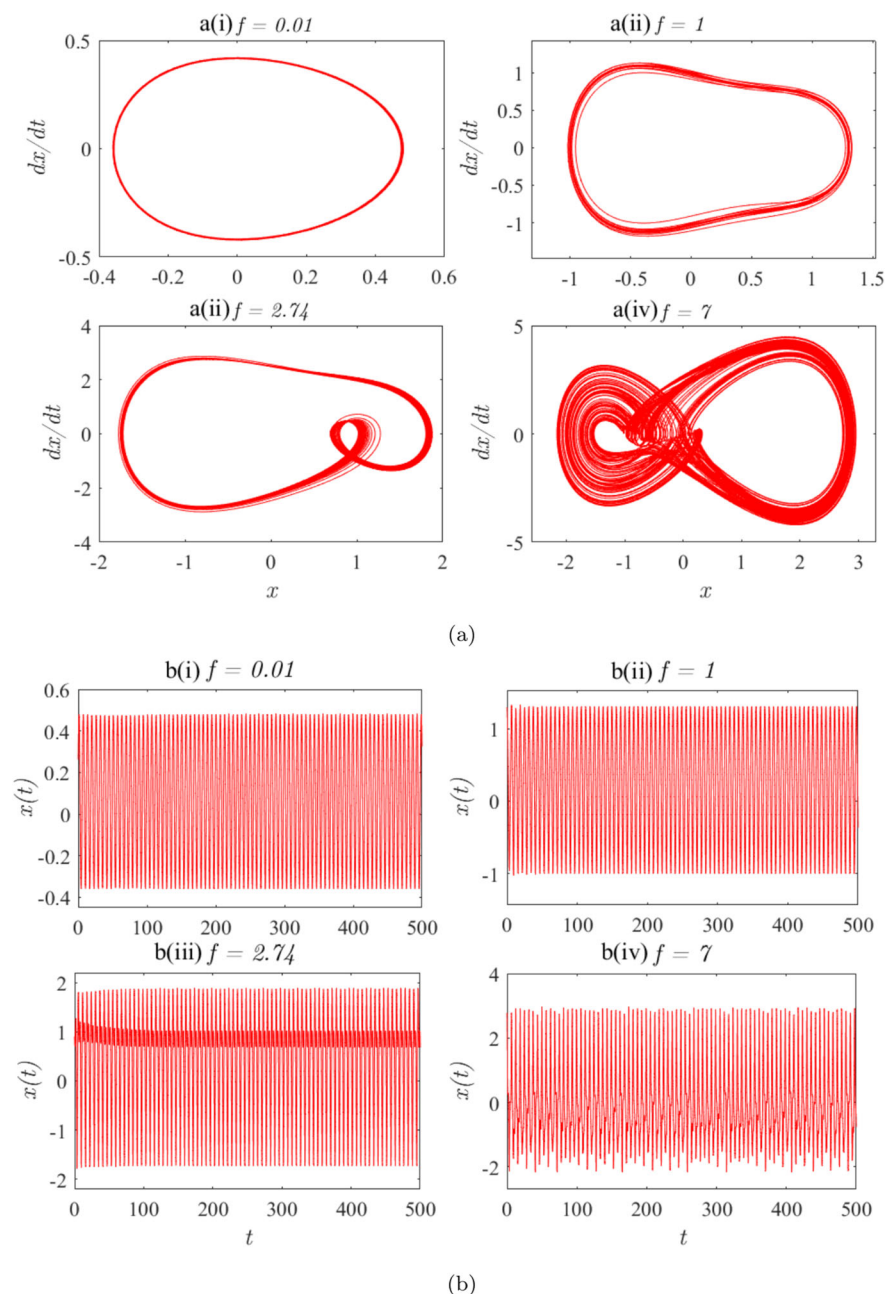 a(i) f = 0.01
a(ii) f = 1
0.5
0
-0.5
dx/dt
-0.4 -0.2 0 0.2 0.4 0.6
1
0.5
0
-0.5
-1
dx/dt
-1 -0.5 0 0.5 1 1.5
a(ii) f = 2.74
a(iv) f = 7
4
2
0
-2
-4
dx/dt
-2 -1 0 1 2
x
5
0
-5
dx/dt
-2 -1 0 1 2 3
x
(a)
b(i) f = 0.01
b(ii) f = 1
0.6
0.4
0.2
0
-0.2
-0.4
x(t)
0 100 200 300 400 500
1
0
-1
x(t)
0 100 200 300 400 500
b(iii) f = 2.74
b(iv) f = 7
2
1
0
-1
-2
x(t)
0 100 200 300 400 500
t
4
2
0
-2
x(t)
0 100 200 300 400 500
t
(b)